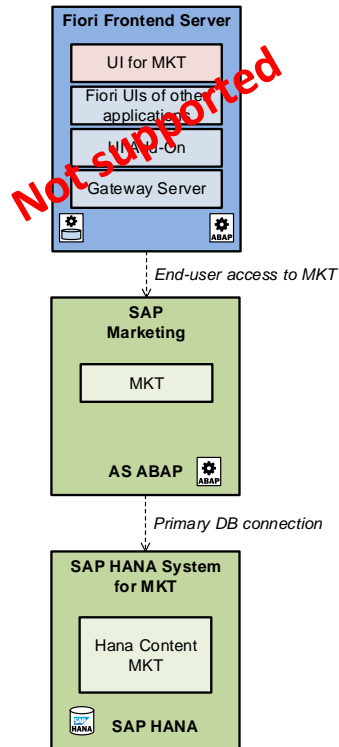 Fiori Frontend Server
UI for MKT
Fiori UIs of other
applications
UI Add-On
Gateway Server
Not supported
ABAP
End-user access to MKT
SAP
Marketing
MKT
AS ABAP
ABAP
Primary DB connection
SAP HANA System
for MKT
Hana Content
MKT
SAP
HANA
SAP HANA